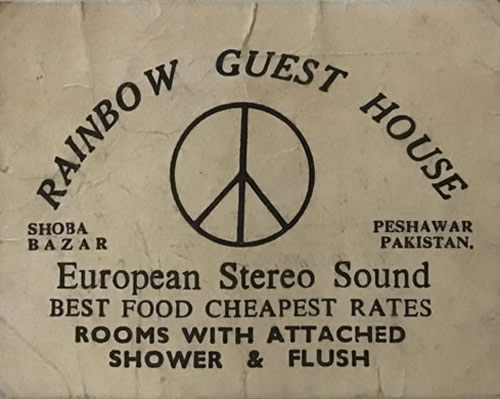 RAINBOW GUEST HOUSE
SHOBA
BAZAR
PESHAWAR
PAKISTAN.
European Stereo Sound
BEST FOOD CHEAPEST RATES
ROOMS WITH ATTACHED
SHOWER & FLUSH